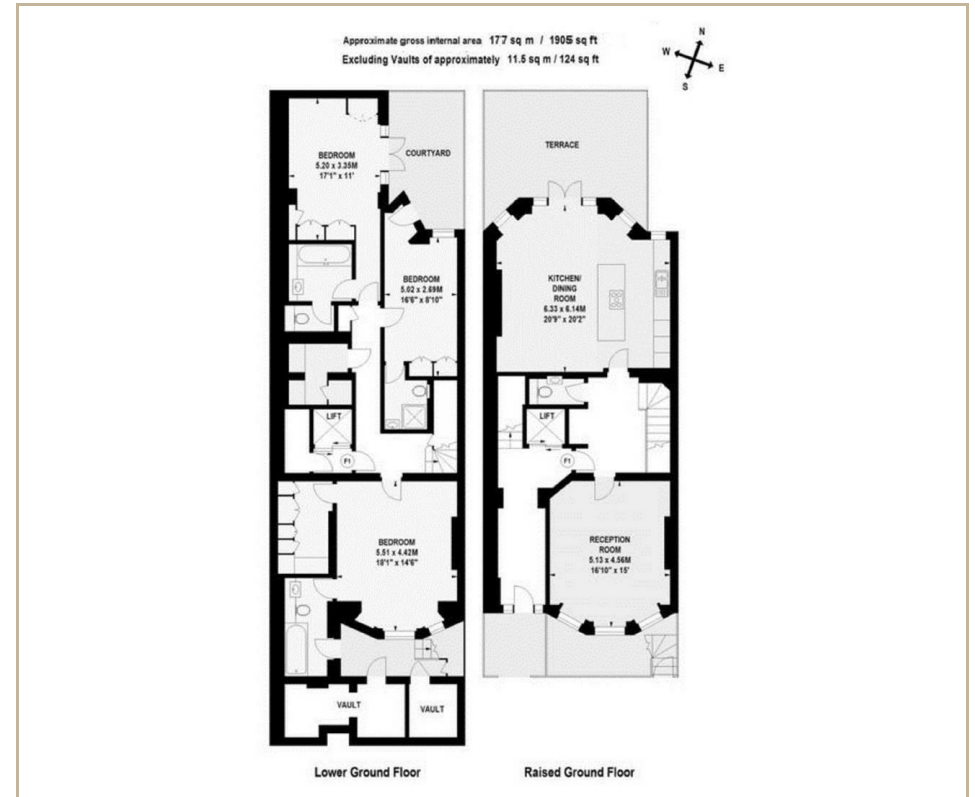 Approximate gross internal area 177 sq m / 1905 sq ft
Excluding Vaults of approximately 11.5 sq m / 124 sq ft
N
W
E
S
BEDROOM
5.20 x 3.35M
17'1" x 11'
COURTYARD
BEDROOM
5.02 x 2.69M
16'6" x 8'10"
LIFT
F1
BEDROOM
5.51 x 4.42M
18'1" x 14'6"
VAULT
VAULT
Lower Ground Floor
TERRACE
KITCHEN/
DINING
ROOM
6.33 x 6.14M
20'9" x 20'2"
LIFT
F1
RECEPTION
ROOM
5.13 x 4.56M
16'10" x 15'
Raised Ground Floor